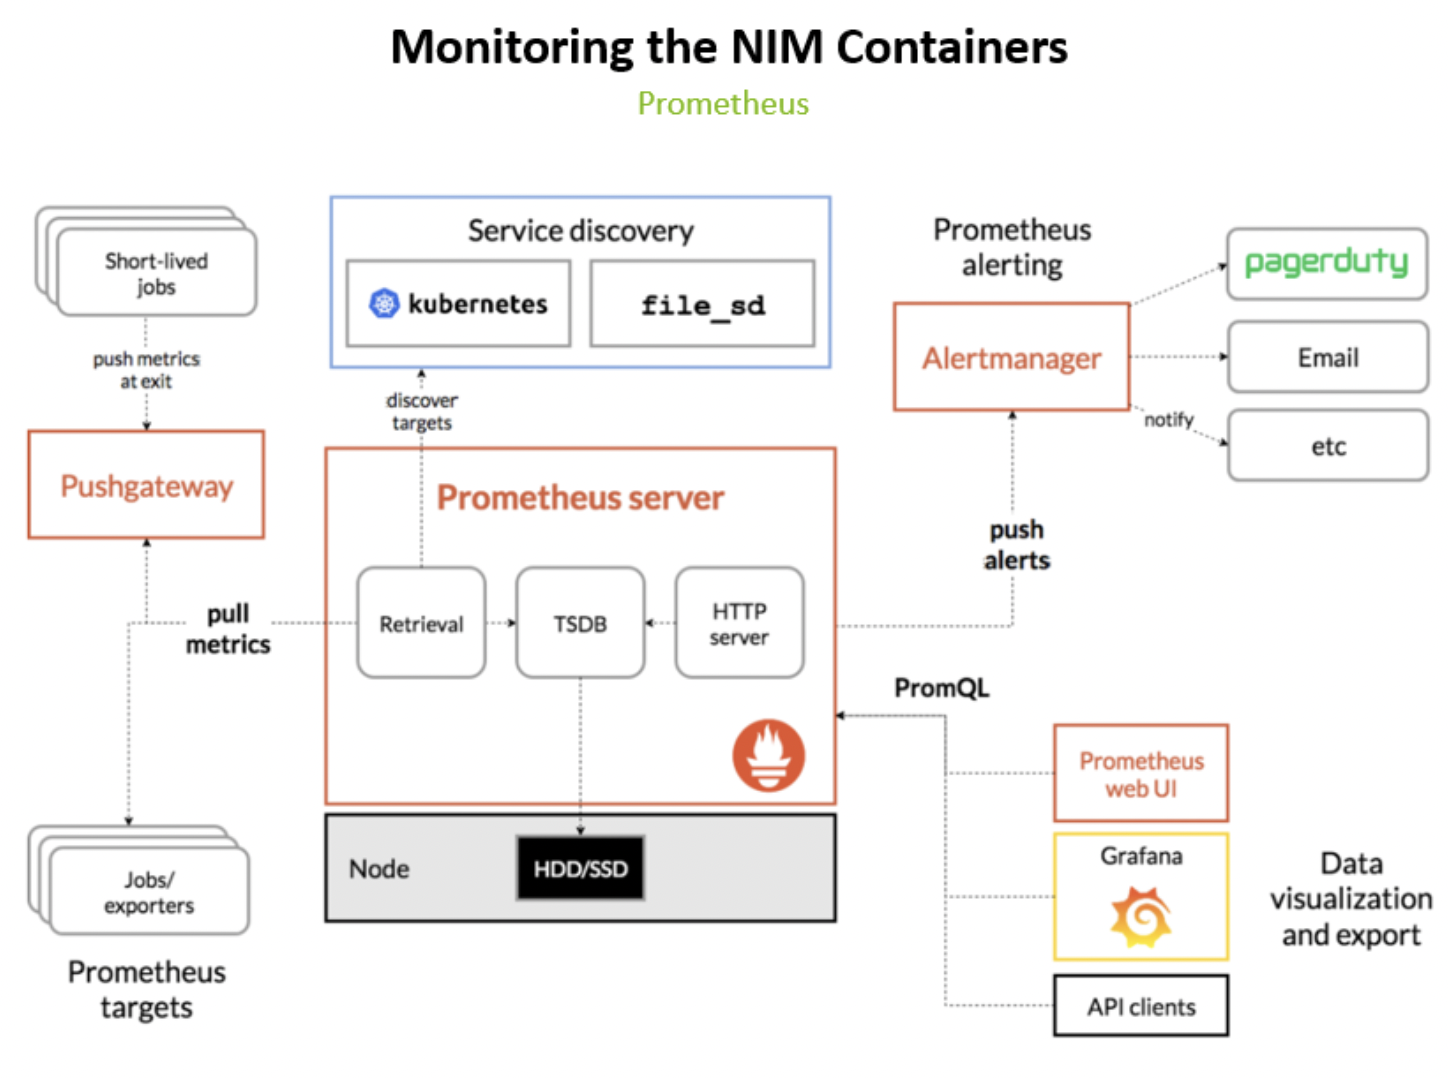 Monitoring the NIM Containers
Prometheus
Short-lived
jobs
push metrics
at exit
Pushgateway
pull
metrics
Jobs/
exporters
Prometheus
targets
Service discovery
kubernetes
file_sd
discover
targets
Prometheus server
Retrieval
TSDB
HTTP
server
Node
HDD/SSD
Prometheus
alerting
Alertmanager
pagerduty
Email
notify
etc
push
alerts
PromQL
Prometheus
web UI
Grafana
API clients
Data
visualization
and export